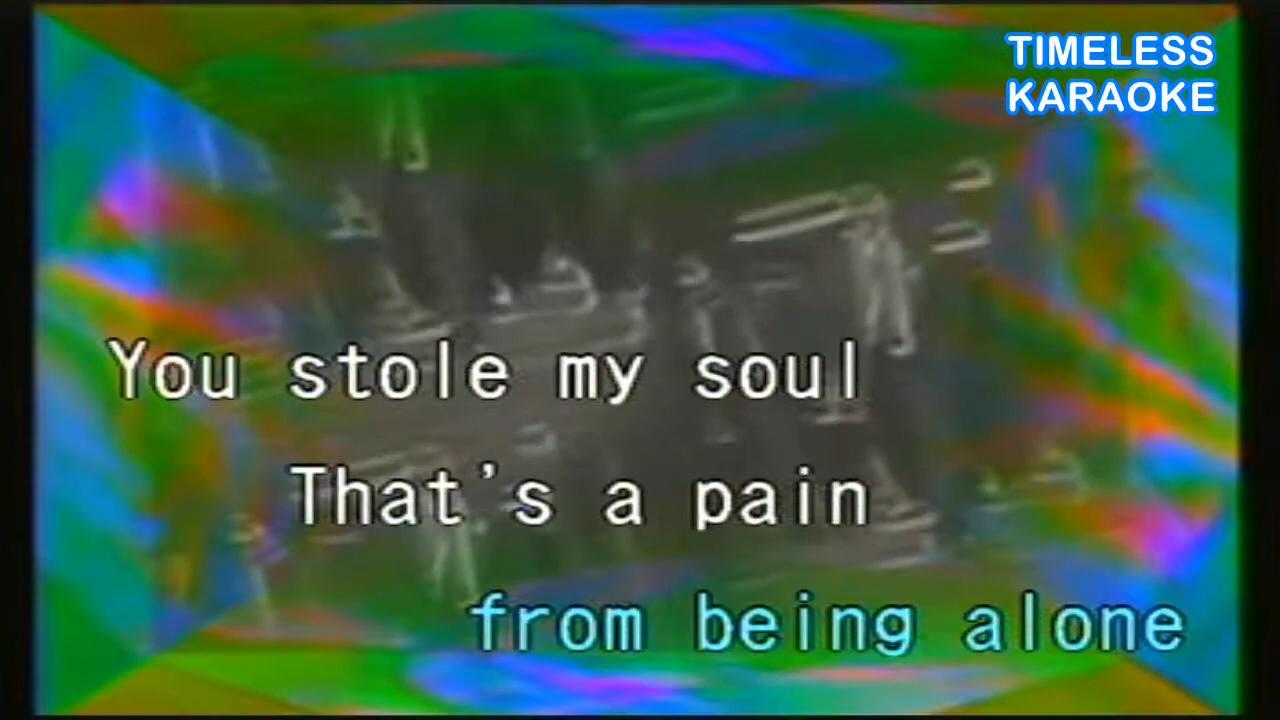 TIMELESS
KARAOKE
You stole my soul
That's a pain
from being alone